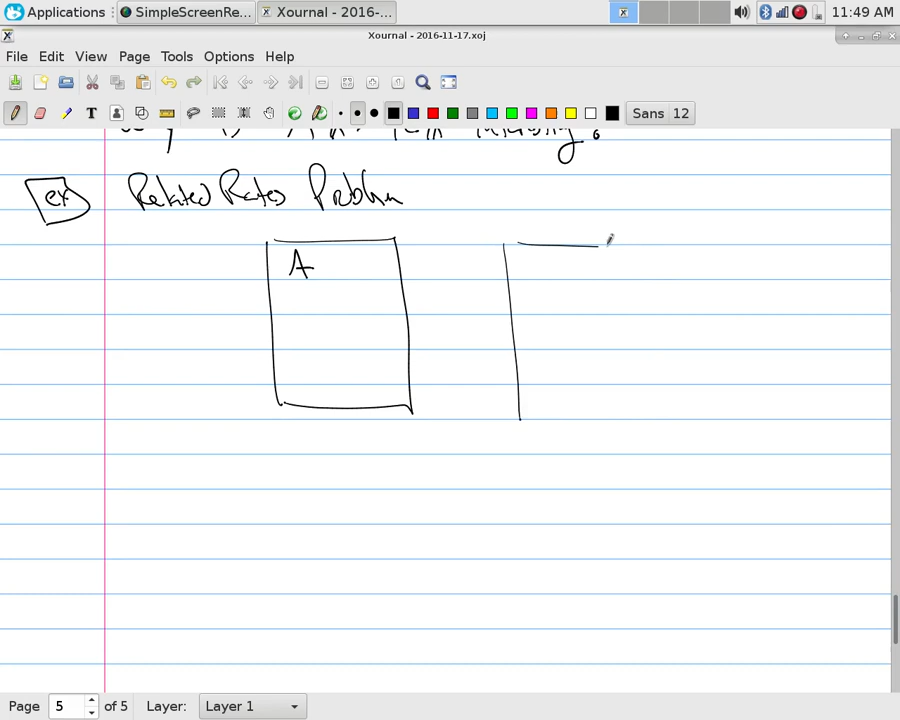 Applications SimpleScreenRe... Xournal - 2016-... 11:49 AM
Xournal - 2016-11-17.xoj
File Edit View Page Tools Options Help
T Sans 12
ex Related Rates Problem
A
Page 5 of 5 Layer: Layer 1